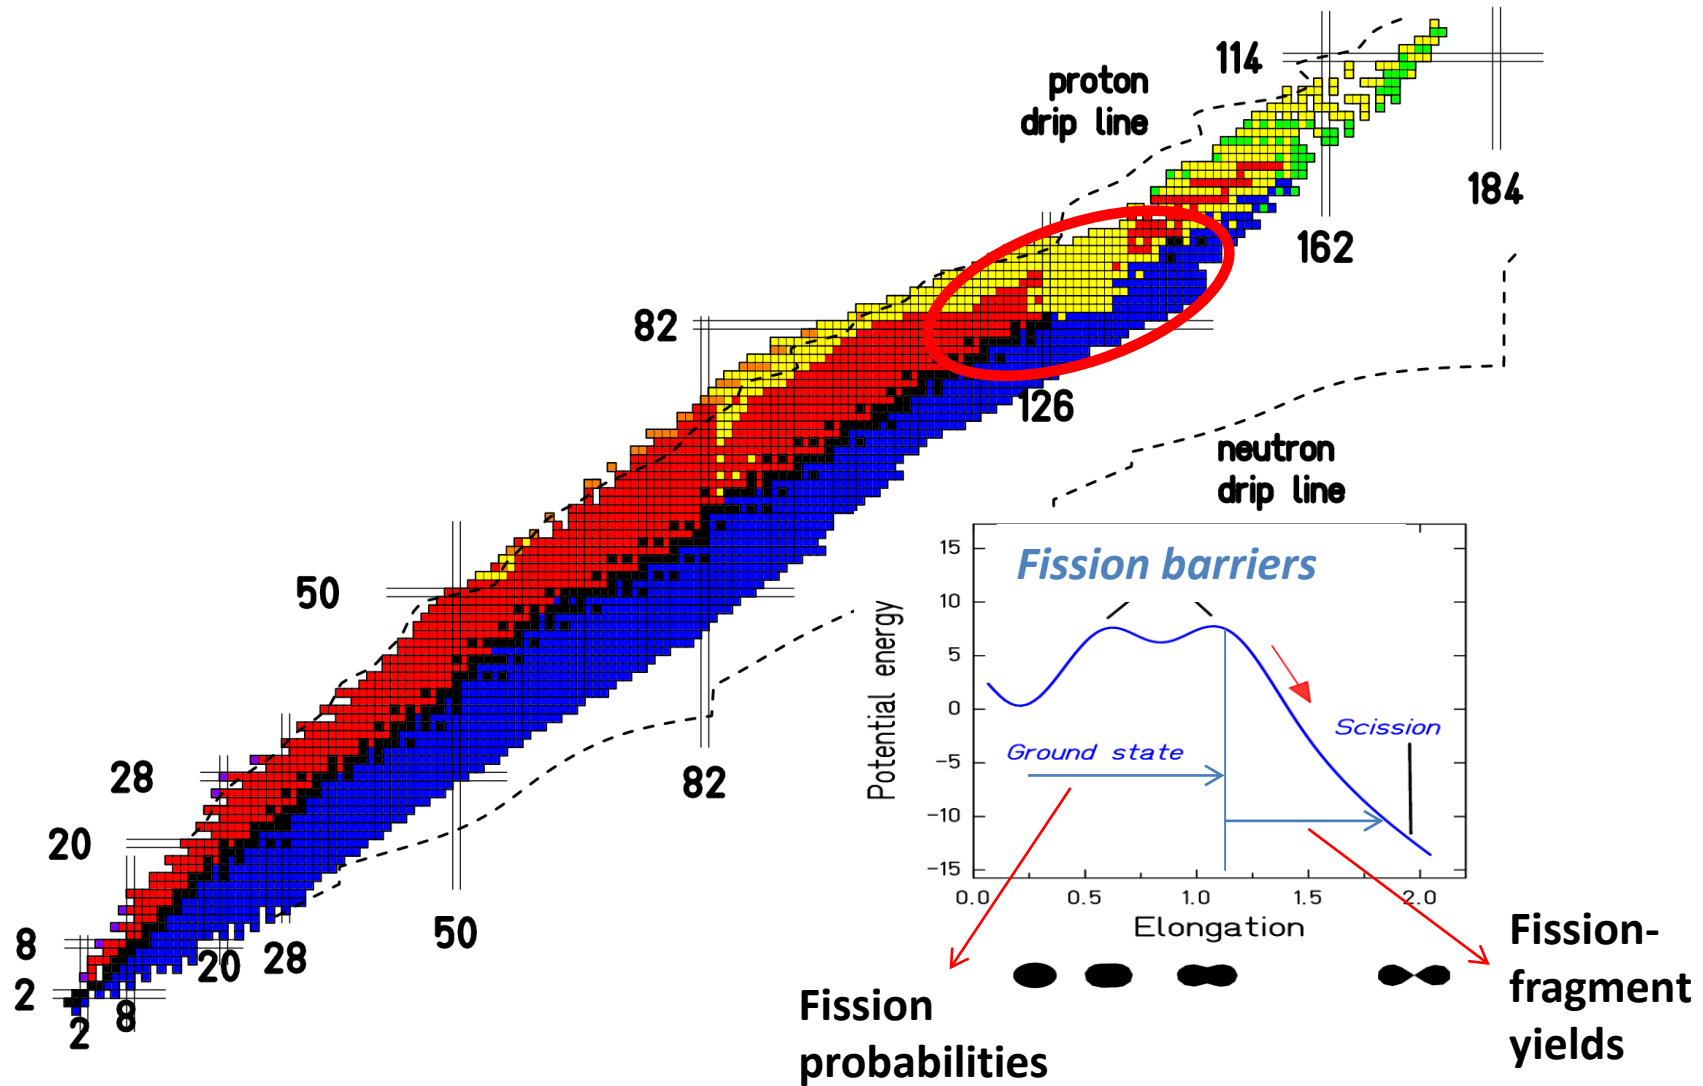 114
proton
drip line
184
162
82
126
neutron
drip line
50
28
82
20
50
8
20
28
2
8
2
Fission barriers
15
10
5
0
-5
-10
-15
Potential energy
Ground state
Scission
0.0
0.5
1.0
1.5
2.0
Elongation
Fission
probabilities
Fission-
fragment
yields